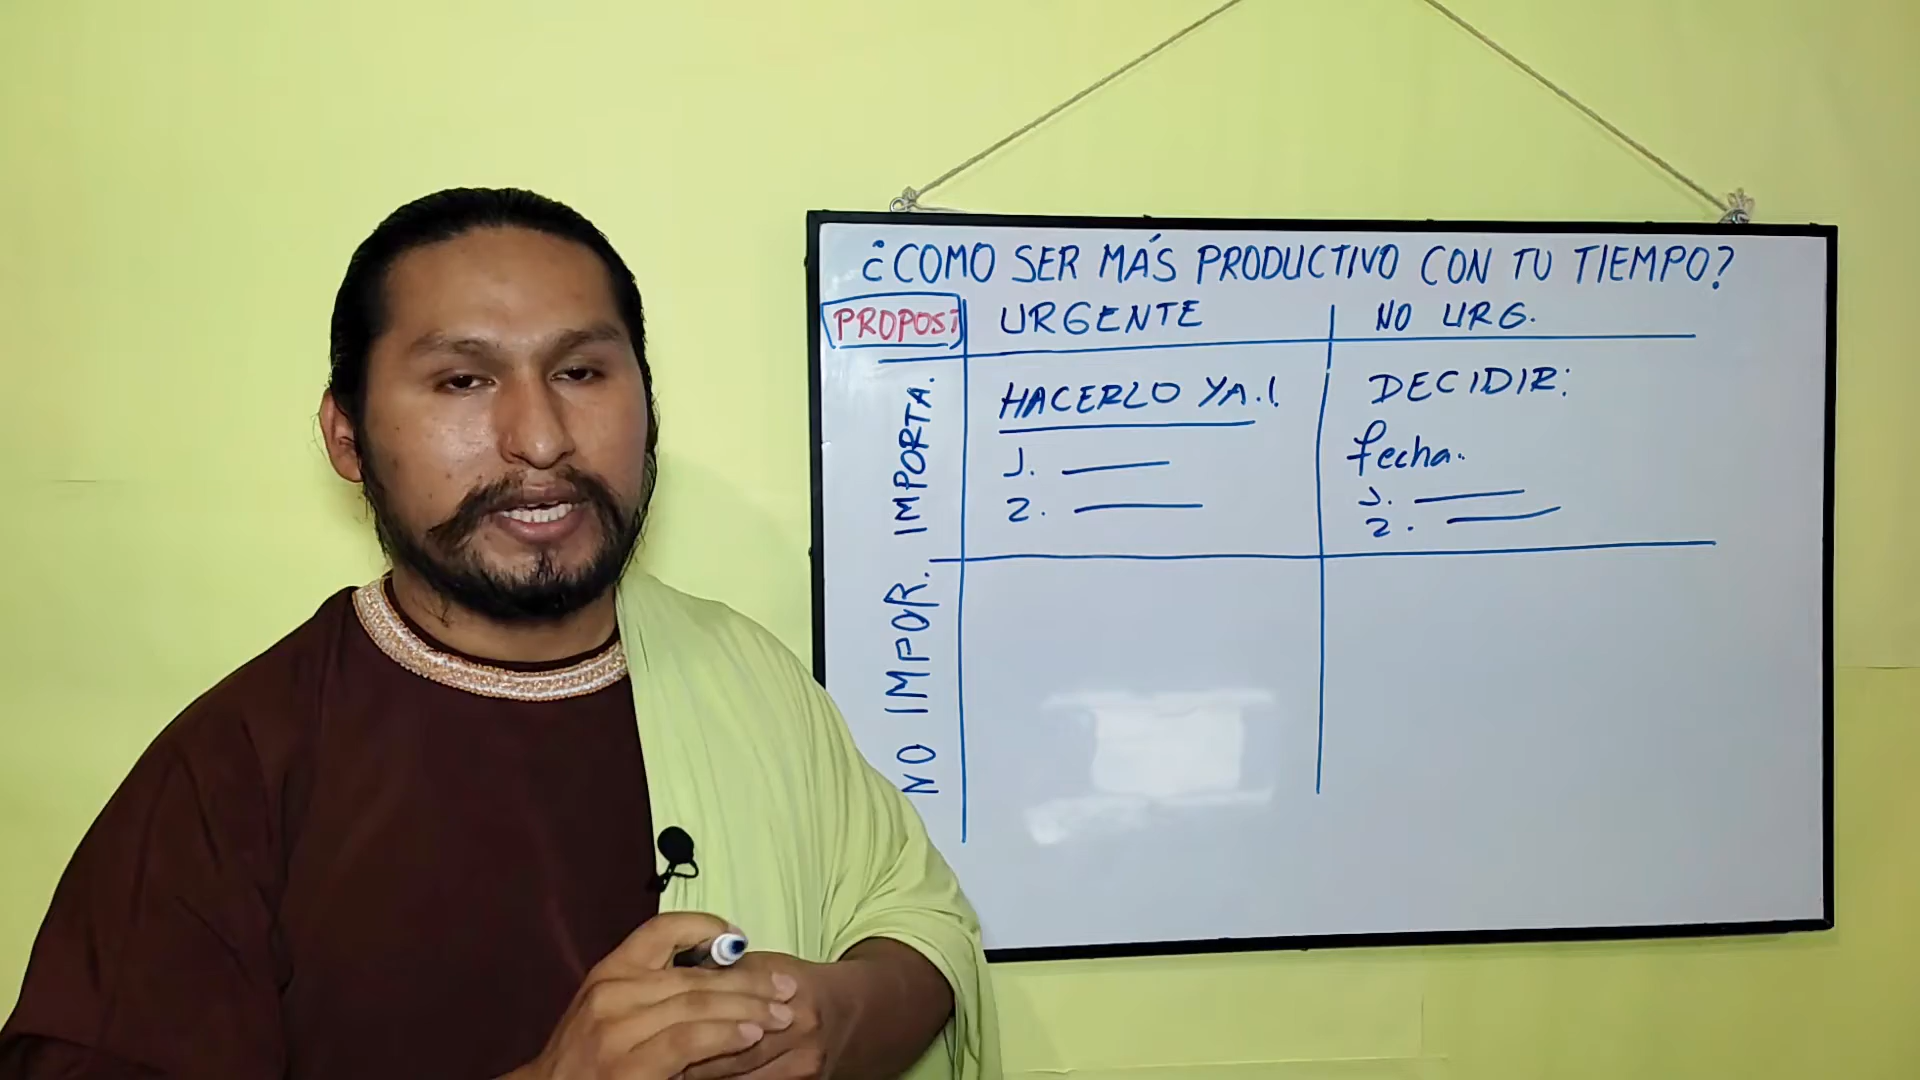 ¿COMO SER MÁS PRODUCTIVO CON TU TIEMPO?
PROPOSI URGENTE NO URG.
IMPORTA.
HACERLO YA.!
1.
2.
DECIDIR:
fecha.
1.
2.
NO IMPOR.